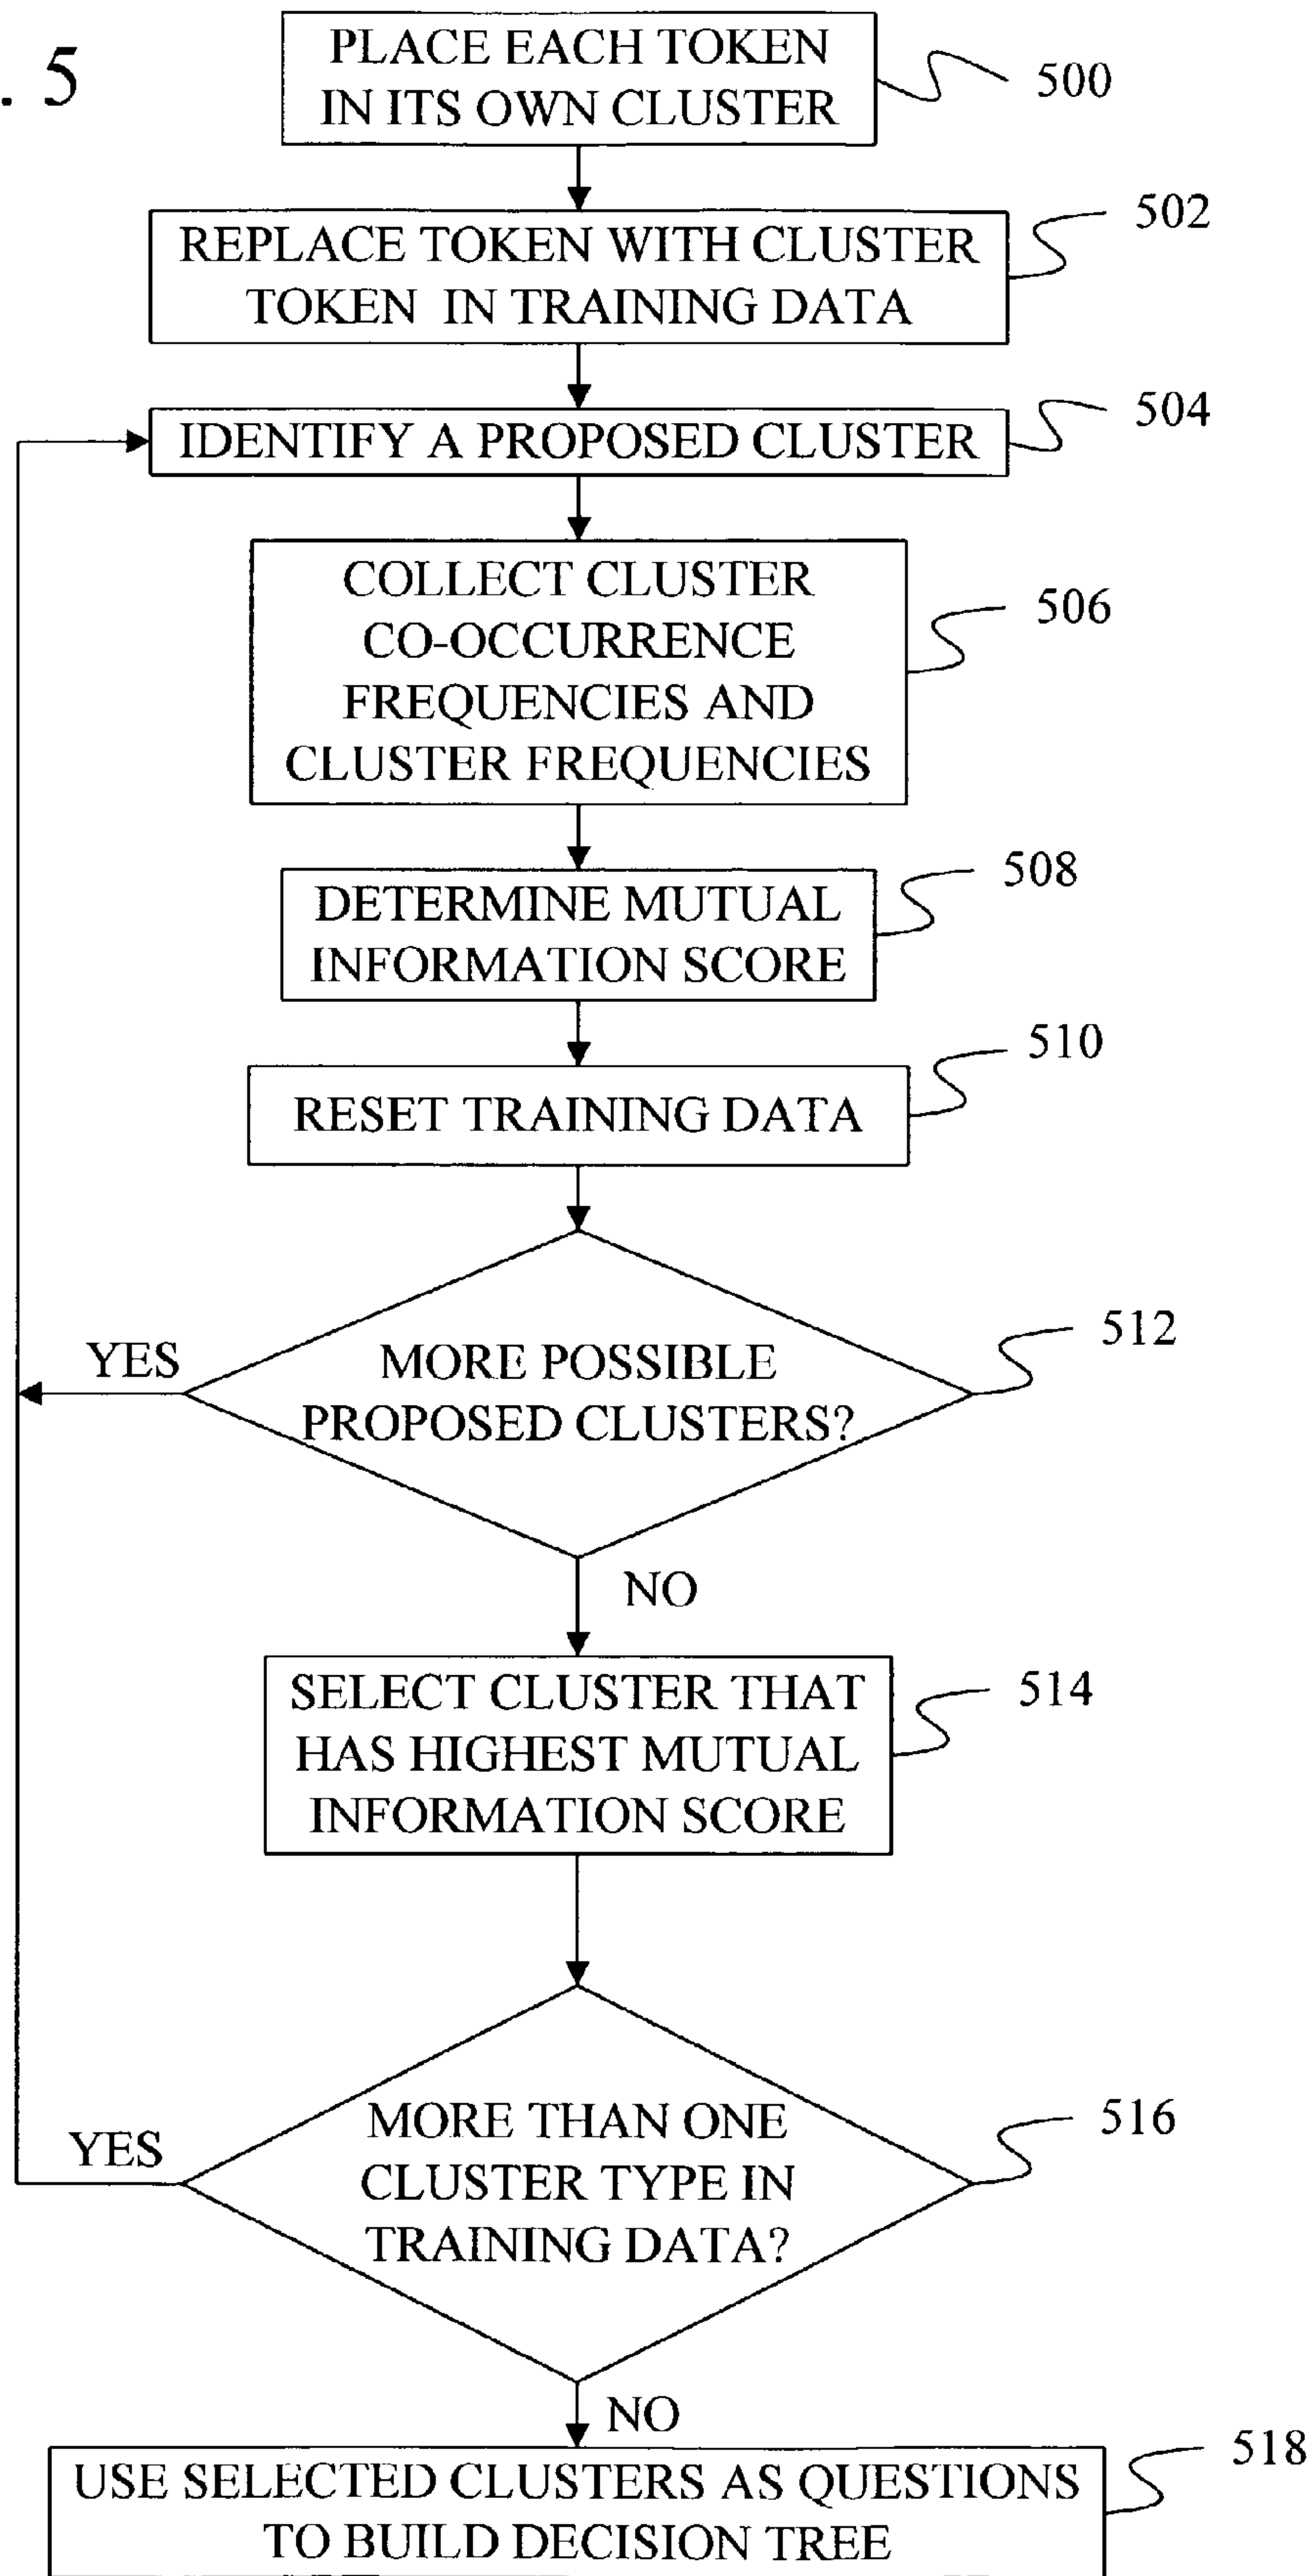 . 5
PLACE EACH TOKEN
IN ITS OWN CLUSTER
500
REPLACE TOKEN WITH CLUSTER
TOKEN IN TRAINING DATA
502
IDENTIFY A PROPOSED CLUSTER
504
COLLECT CLUSTER
CO-OCCURRENCE
FREQUENCIES AND
CLUSTER FREQUENCIES
506
DETERMINE MUTUAL
INFORMATION SCORE
508
RESET TRAINING DATA
510
YES
MORE POSSIBLE
PROPOSED CLUSTERS?
512
NO
SELECT CLUSTER THAT
HAS HIGHEST MUTUAL
INFORMATION SCORE
514
YES
MORE THAN ONE
CLUSTER TYPE IN
TRAINING DATA?
516
NO
USE SELECTED CLUSTERS AS QUESTIONS
TO BUILD DECISION TREE
518